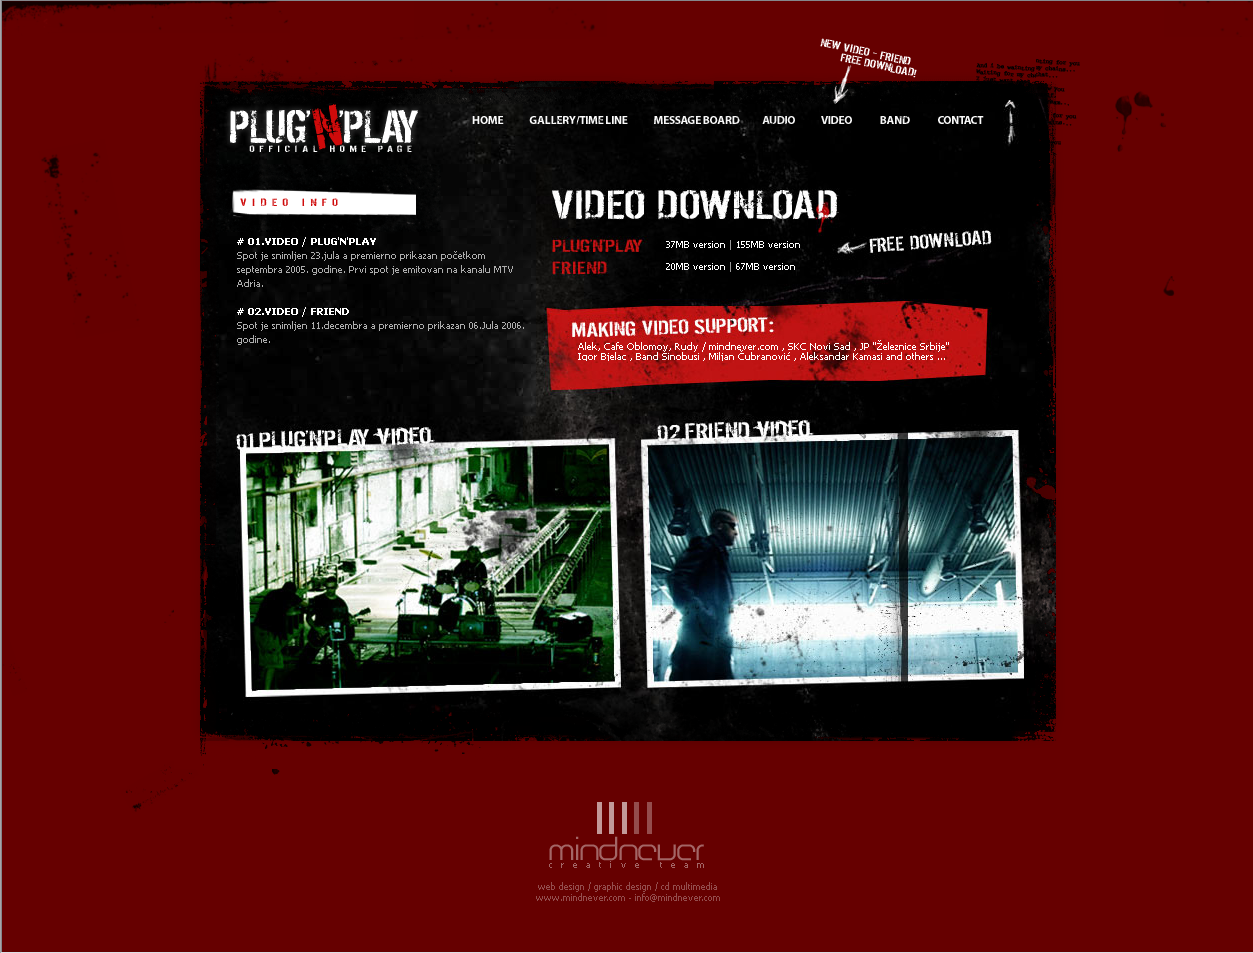 NEW VIDEO - FRIEND
FREE DOWNLOAD!
PLUG'N'PLAY
OFFICIAL HOME PAGE
HOME GALLERY/TIME LINE MESSAGE BOARD AUDIO VIDEO BAND CONTACT
VIDEO INFO
# 01.VIDEO / PLUG'N'PLAY
Spot je snimljen 23.jula a premierno prikazan početkom
septembra 2005. godine. Prvi spot je emitovan na kanalu MTV
Adria.
# 02.VIDEO / FRIEND
Spot je snimljen 11.decembra a premierno prikazan 06.Jula 2006.
godine.
VIDEO DOWNLOAD
PLUG'N'PLAY 37MB version | 155MB version
FRIEND 20MB version | 67MB version
FREE DOWNLOAD
MAKING VIDEO SUPPORT:
Alek, Cafe Oblomov, Rudy / mindnever.com , SKC Novi Sad , JP "Železnice Srbije"
Igor Bjelac , Band Sinobusi , Miljan Čubranović , Aleksandar Kamasi and others ...
01 PLUG'N'PLAY VIDEO
02 FRIEND VIDEO
mindnever
creative team
web design / graphic design / cd multimedia
www.mindnever.com - info@mindnever.com